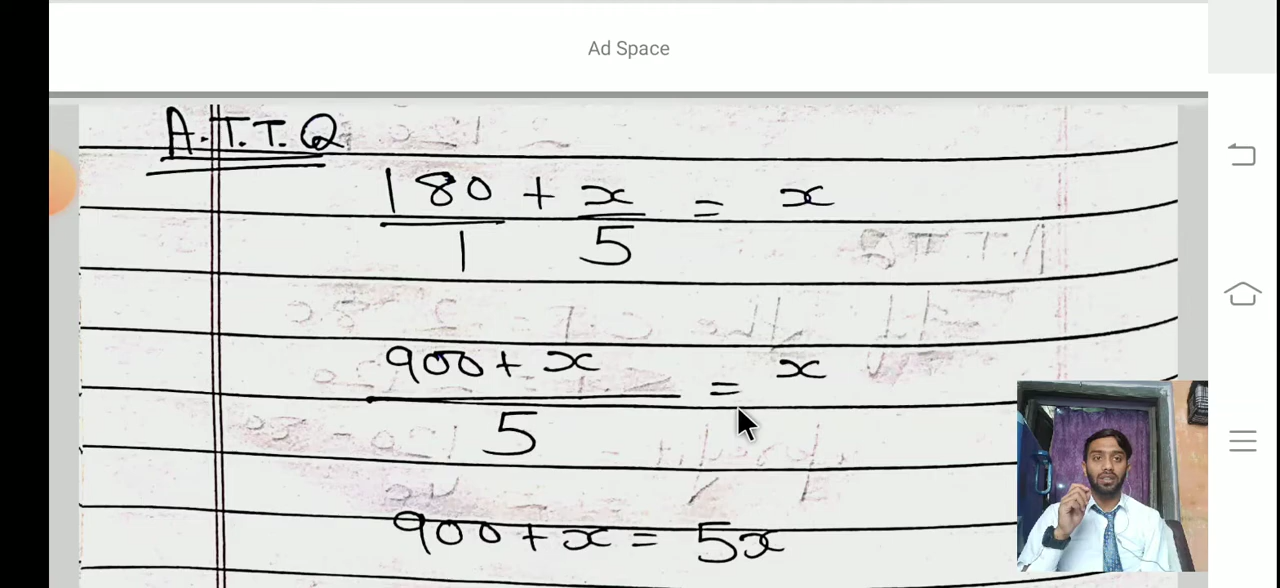 Ad Space
A.T.T.Q
180/1 + x/5 = x
900 + x / 5 = x
900 + x = 5x